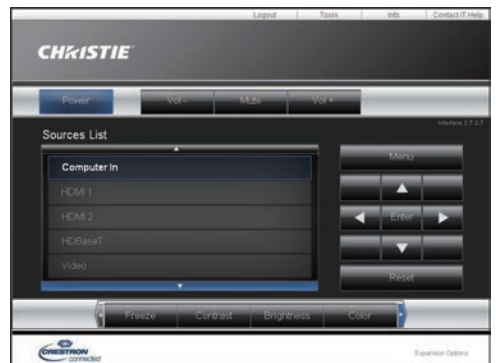 Logout Tools Info Contact IT Help
CHRISTIE
Power Vol - Mute Vol +
Interface 2.7.2.7
Sources List
Computer In
HDMI 1
HDMI 2
HDBaseT
Video
Menu
Enter
Reset
Freeze Contrast Brightness Color
CRESTRON
connected
Expansion Options